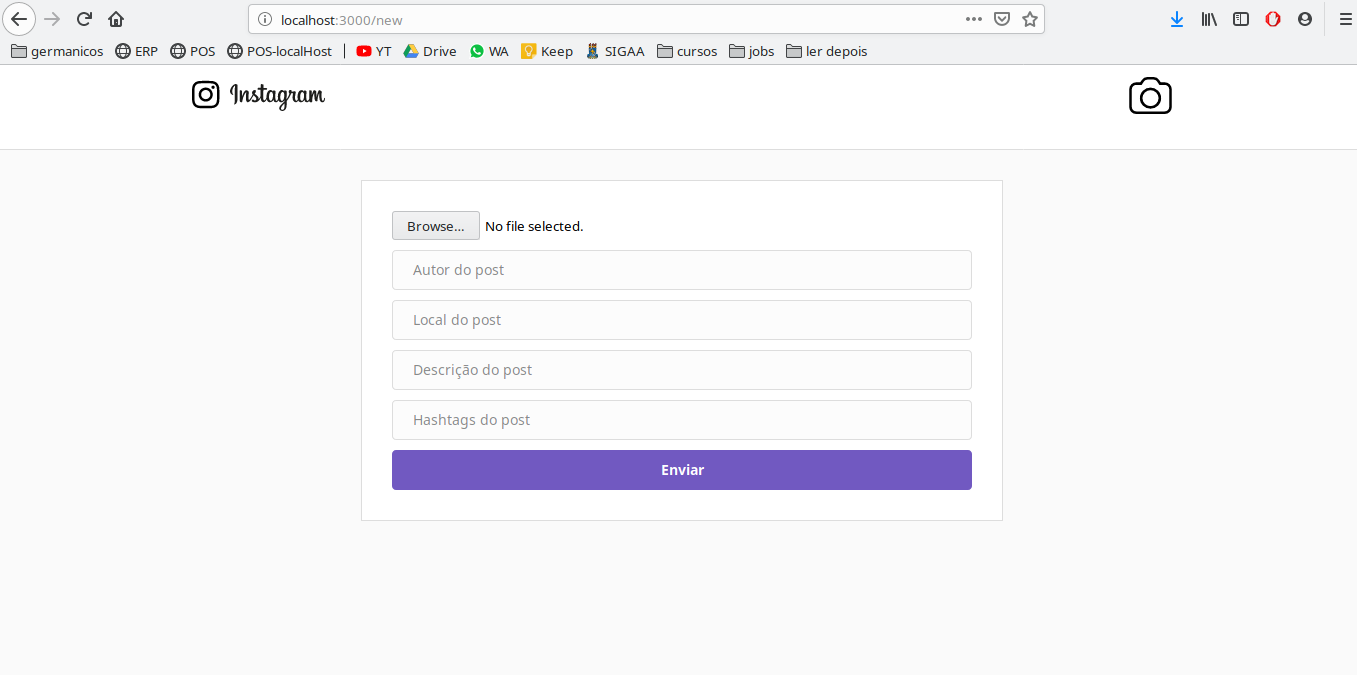 localhost:3000/new
germanicos ERP POS POS-localHost | YT Drive WA Keep SIGAA cursos jobs ler depois
Instagram
Browse... No file selected.
Autor do post
Local do post
Descrição do post
Hashtags do post
Enviar